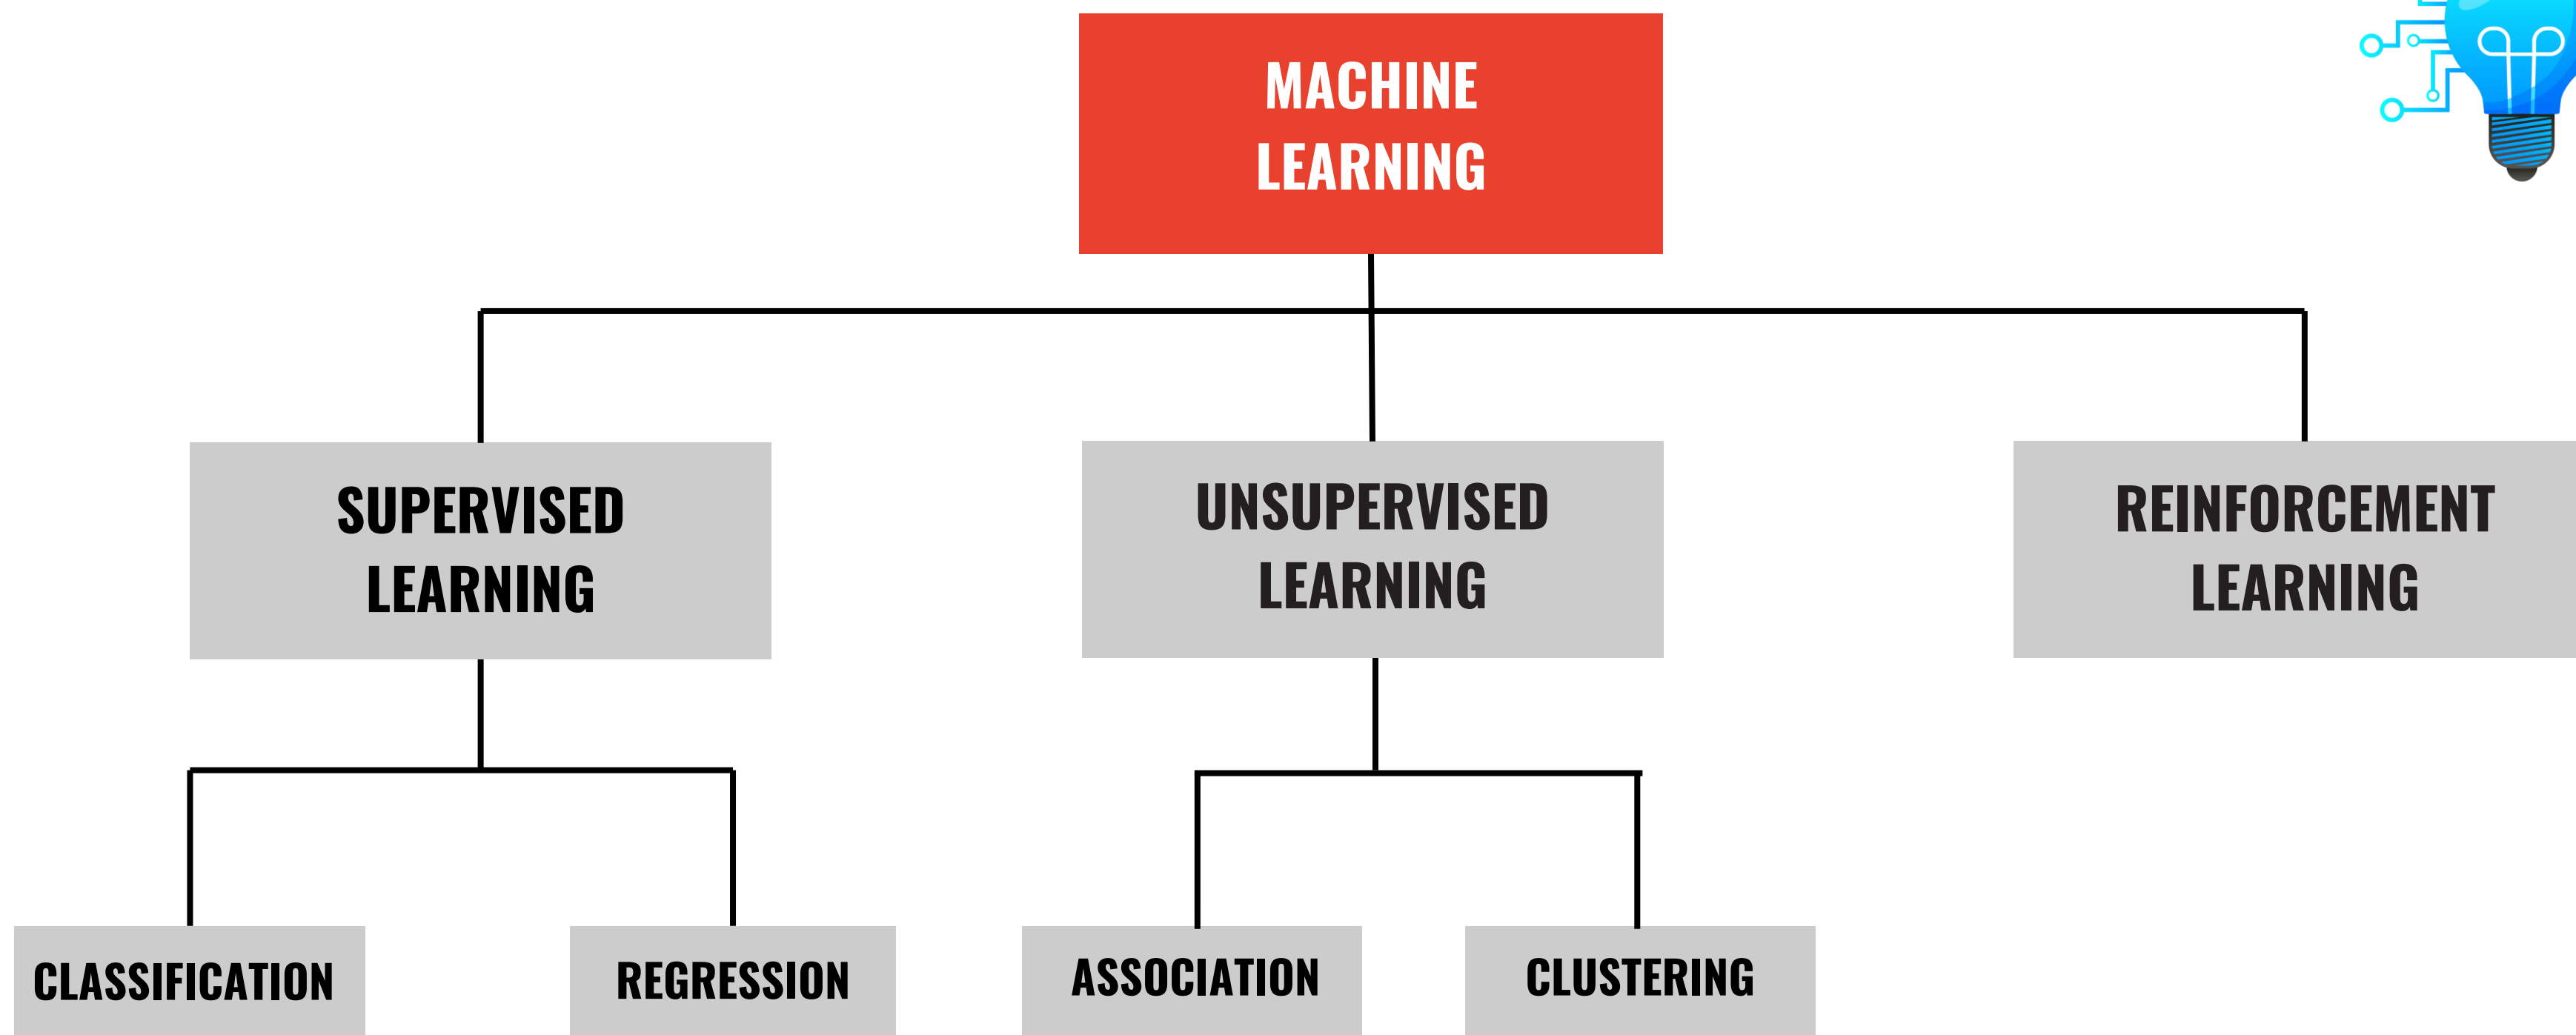 MACHINE
LEARNING
SUPERVISED
LEARNING
UNSUPERVISED
LEARNING
REINFORCEMENT
LEARNING
CLASSIFICATION
REGRESSION
ASSOCIATION
CLUSTERING